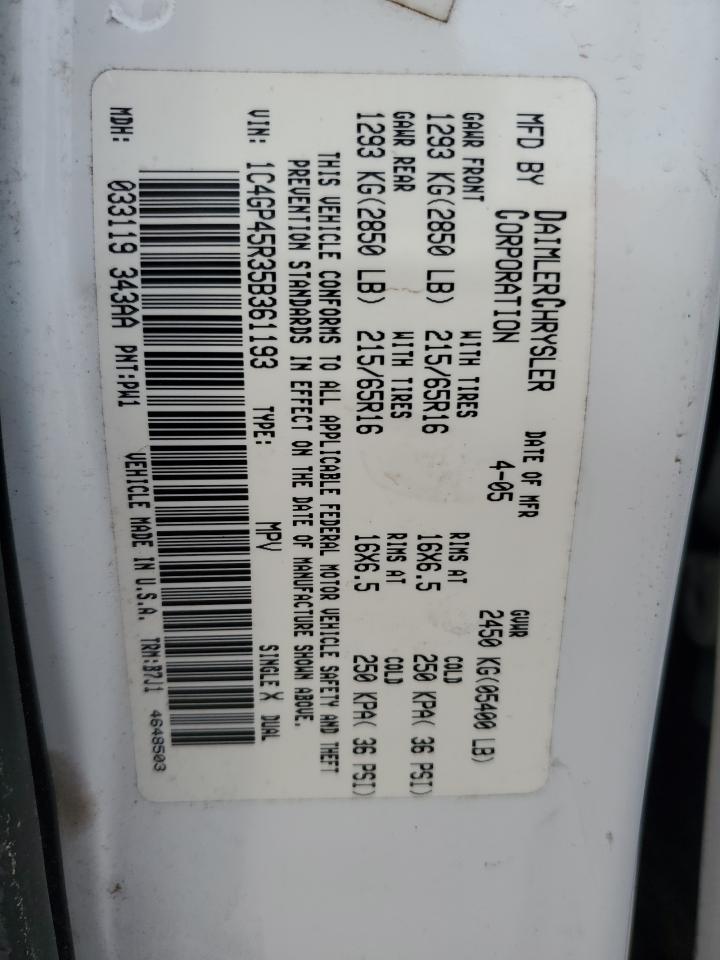 MFD BY DAIMLERCHRYSLER CORPORATION
DATE OF MFR 4-05
GVWR 2450 KG(05400 LB)
GAWR FRONT WITH TIRES RIMS AT COLD
1293 KG(2850 LB) 215/65R16 16X6.5 250 KPA( 36 PSI)
GAWR REAR WITH TIRES RIMS AT COLD
1293 KG(2850 LB) 215/65R16 16X6.5 250 KPA( 36 PSI)
THIS VEHICLE CONFORMS TO ALL APPLICABLE FEDERAL MOTOR VEHICLE SAFETY AND THEFT
PREVENTION STANDARDS IN EFFECT ON THE DATE OF MANUFACTURE SHOWN ABOVE.
VIN: 1C4GP45R35B361193 TYPE: MPV SINGLE X DUAL
MDH: 033119 343AA PNT:PW1 VEHICLE MADE IN U.S.A. TRM:B7J1 4648503